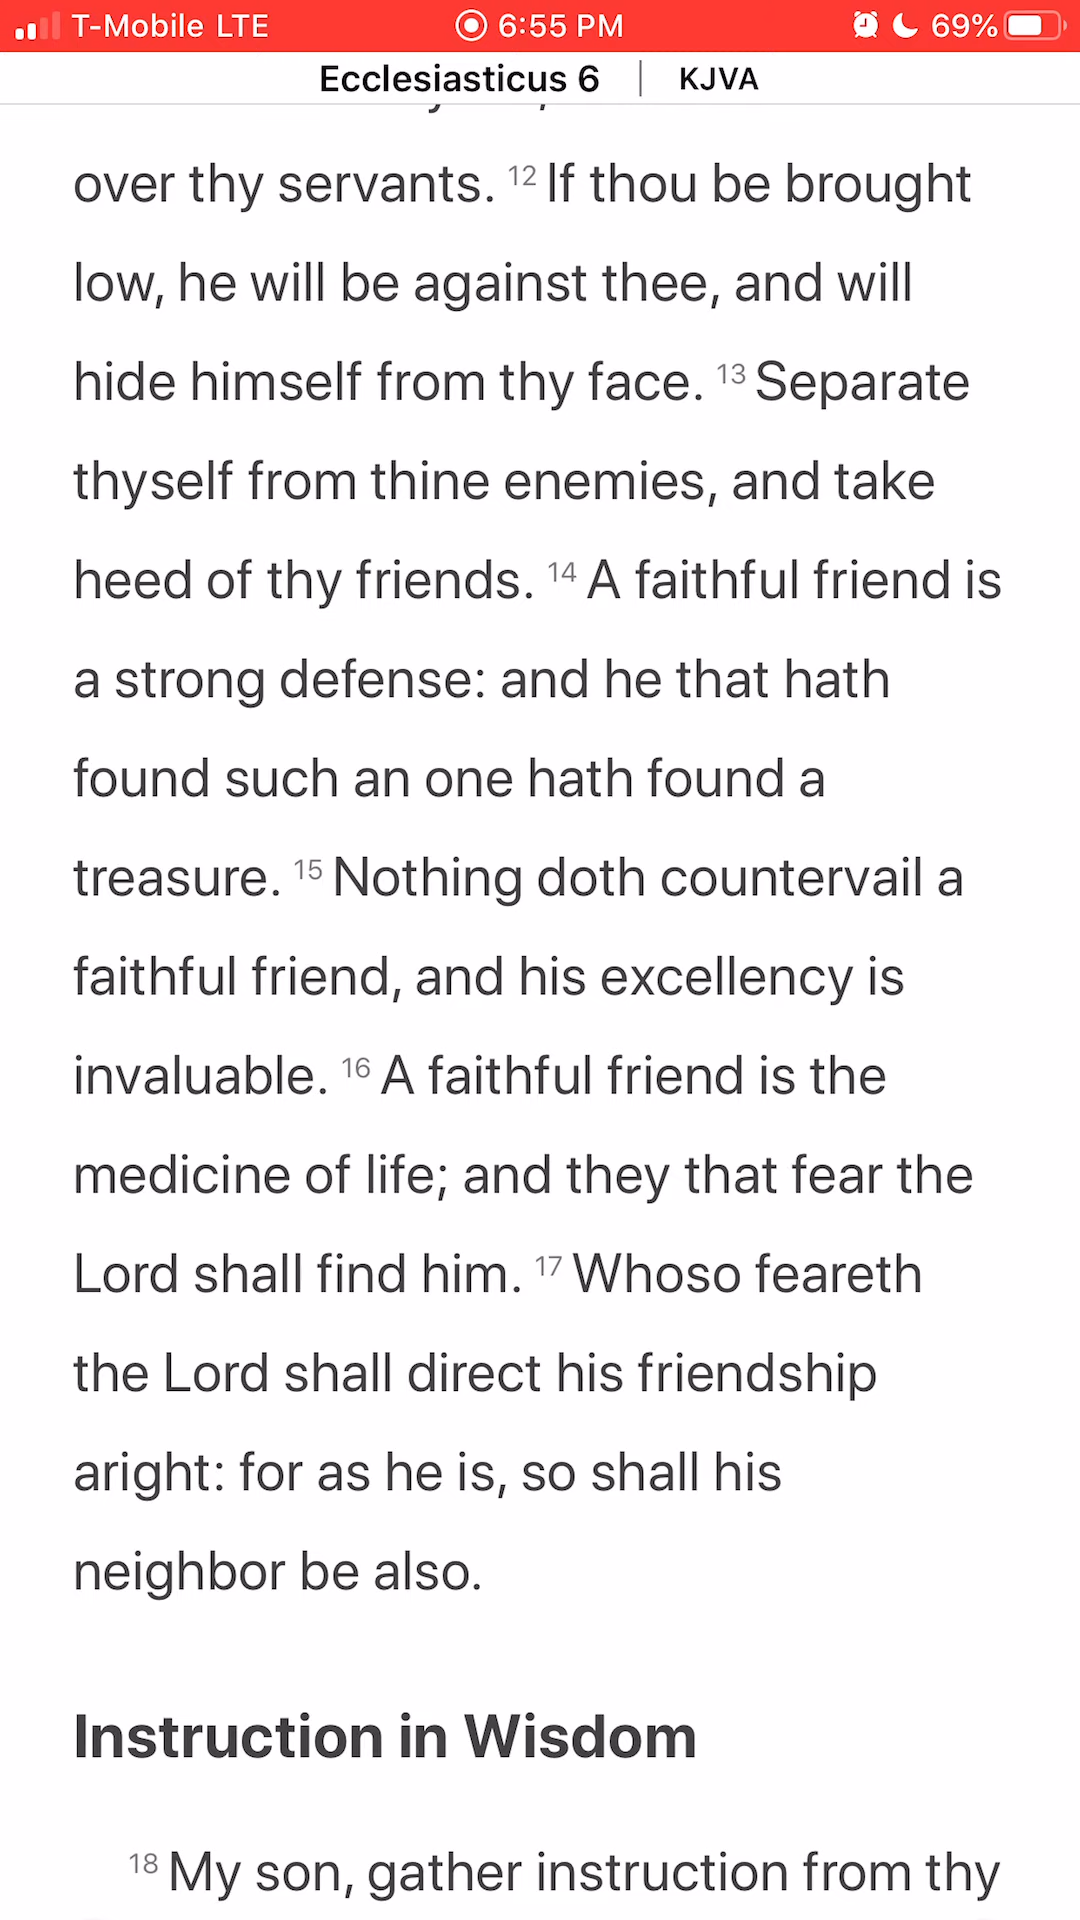 T-Mobile LTE 6:55 PM 69%
Ecclesiasticus 6 | KJVA
over thy servants. 12 If thou be brought
low, he will be against thee, and will
hide himself from thy face. 13 Separate
thyself from thine enemies, and take
heed of thy friends. 14 A faithful friend is
a strong defense: and he that hath
found such an one hath found a
treasure. 15 Nothing doth countervail a
faithful friend, and his excellency is
invaluable. 16 A faithful friend is the
medicine of life; and they that fear the
Lord shall find him. 17 Whoso feareth
the Lord shall direct his friendship
aright: for as he is, so shall his
neighbor be also.
Instruction in Wisdom
18 My son, gather instruction from thy